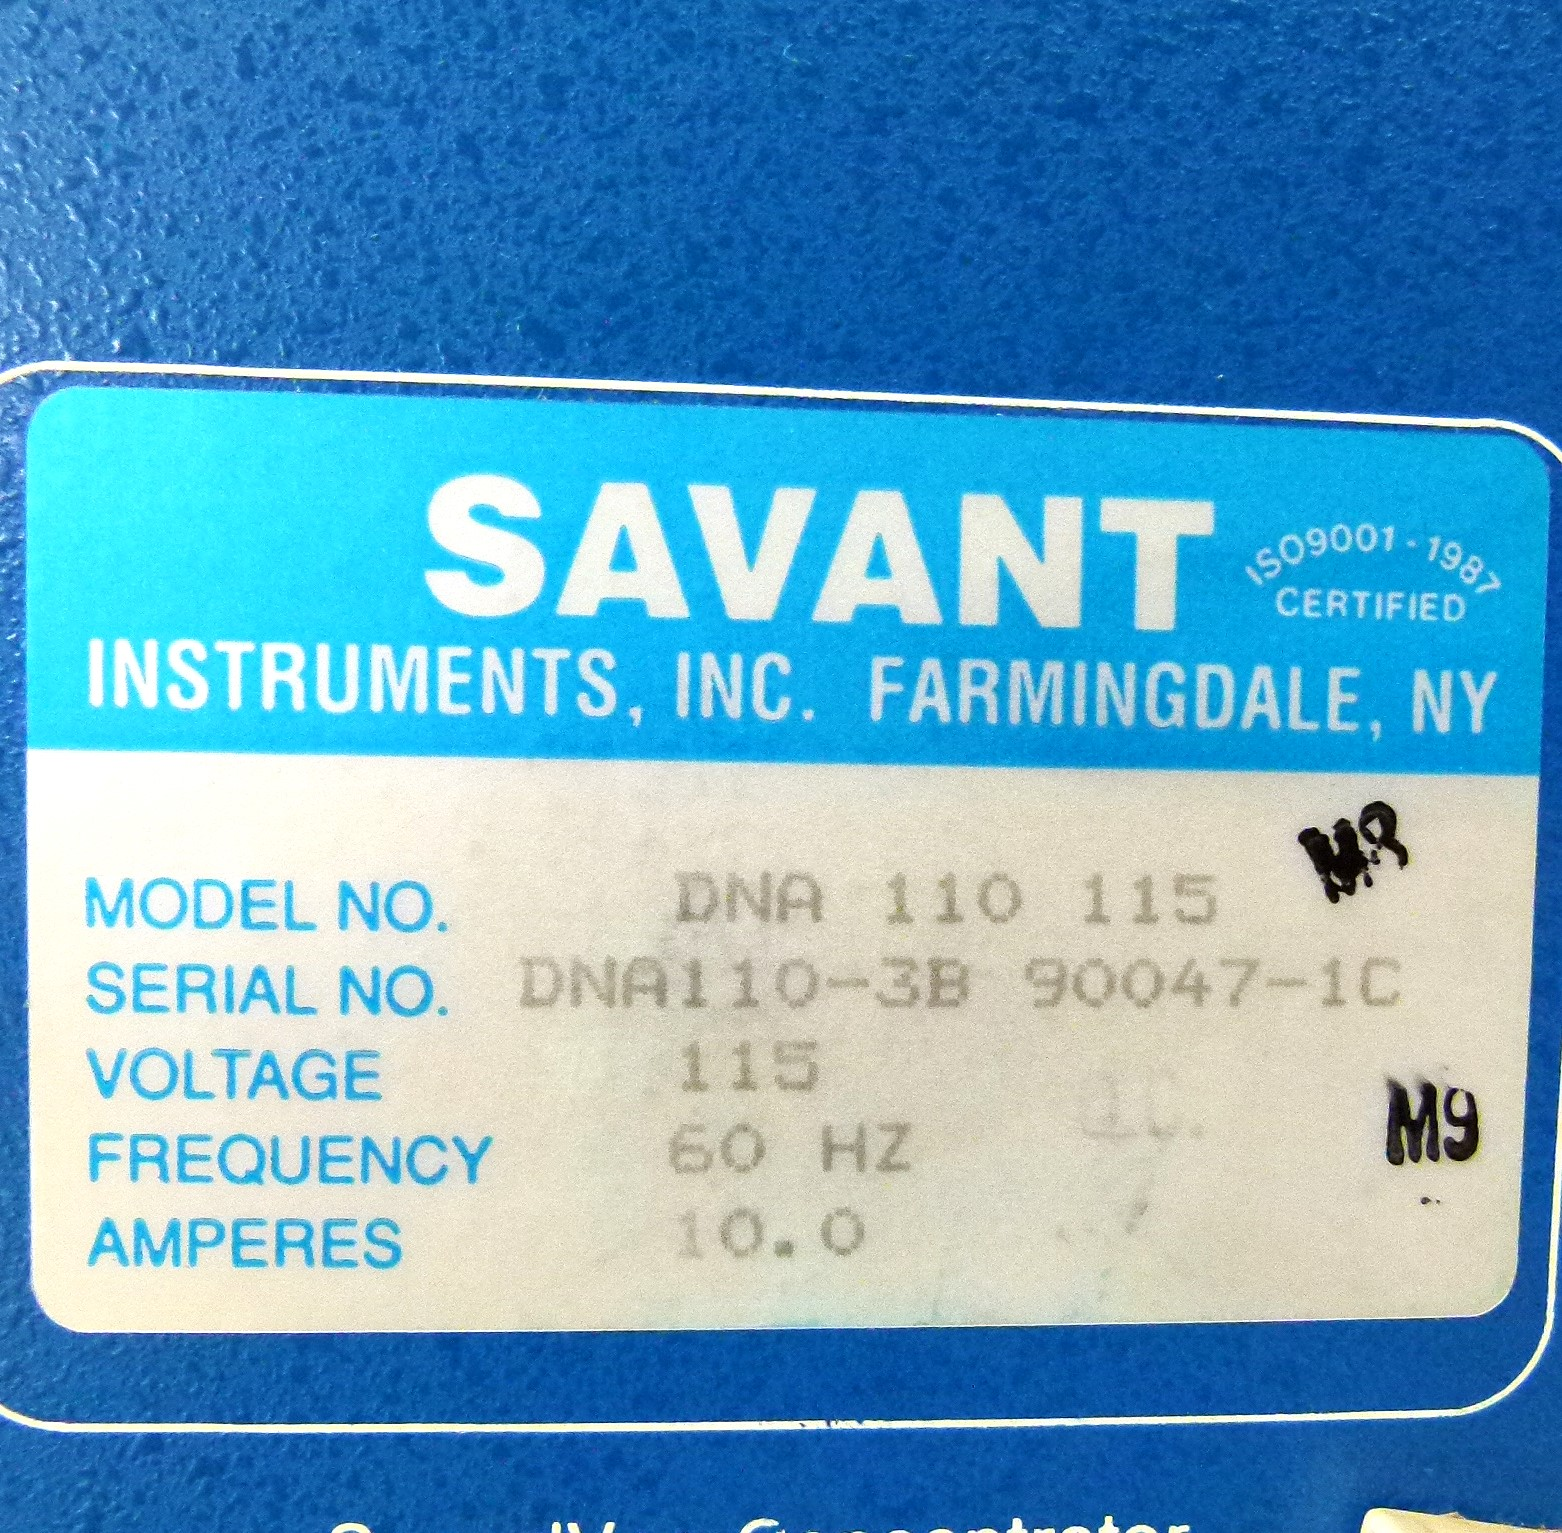 SAVANT
ISO9001-1987
CERTIFIED
INSTRUMENTS, INC. FARMINGDALE, NY
MODEL NO. DNA 110 115
SERIAL NO. DNA110-3B 90047-1C
VOLTAGE 115
M9
FREQUENCY 60 HZ
AMPERES 10.0